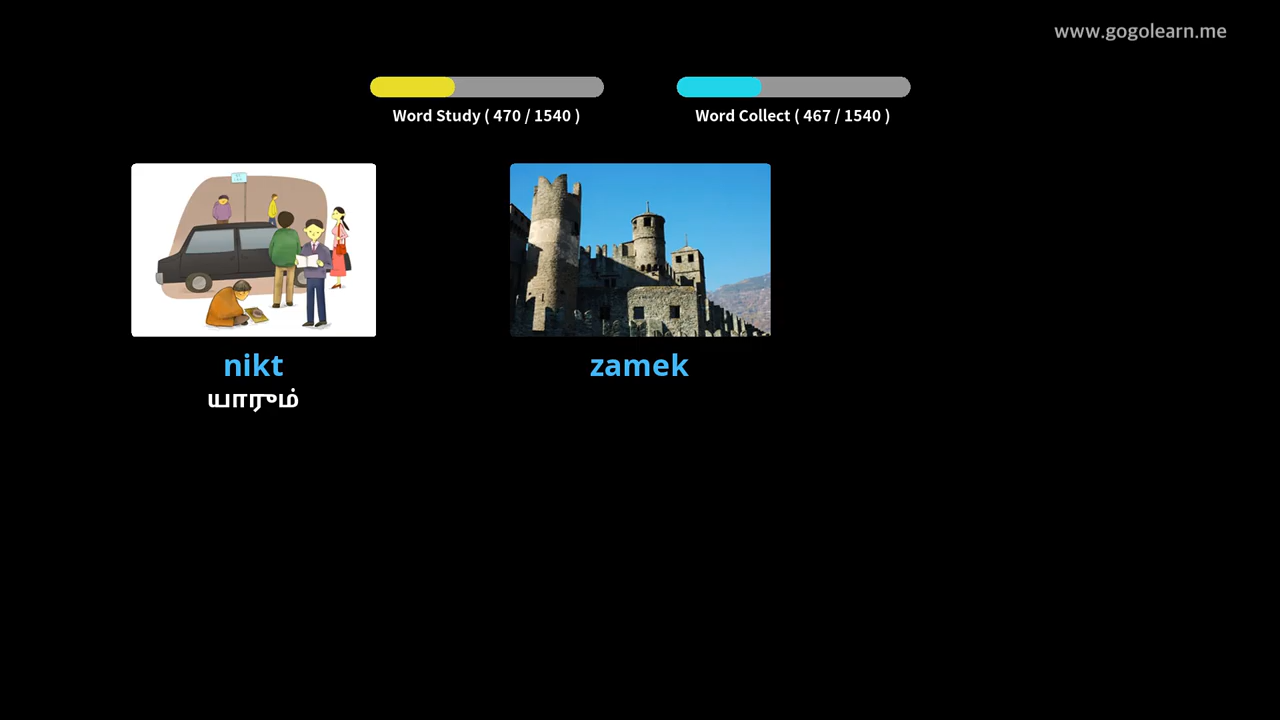 www.gogolearn.me
Word Study ( 470 / 1540 )
Word Collect ( 467 / 1540 )
nikt
யாரும்
zamek